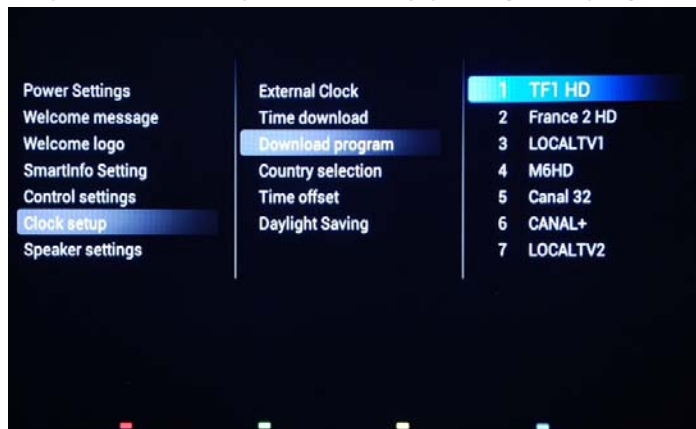 Power Settings
Welcome message
Welcome logo
SmartInfo Setting
Control settings
Clock setup
Speaker settings
External Clock
Time download
Download program
Country selection
Time offset
Daylight Saving
1 TF1 HD
2 France 2 HD
3 LOCALTV1
4 M6HD
5 Canal 32
6 CANAL+
7 LOCALTV2